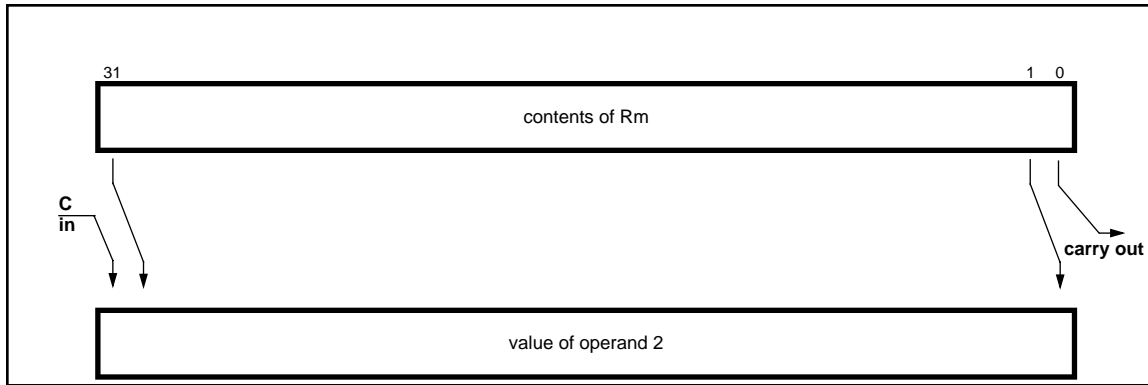 31 1 0
contents of Rm
C
in
carry out
value of operand 2